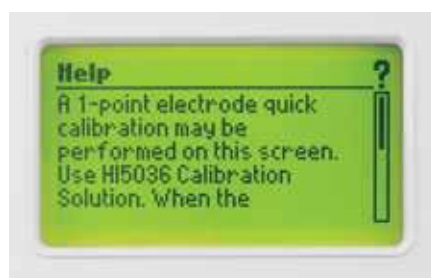 Help ?
A 1-point electrode quick
calibration may be
performed on this screen.
Use HI5036 Calibration
Solution. When the